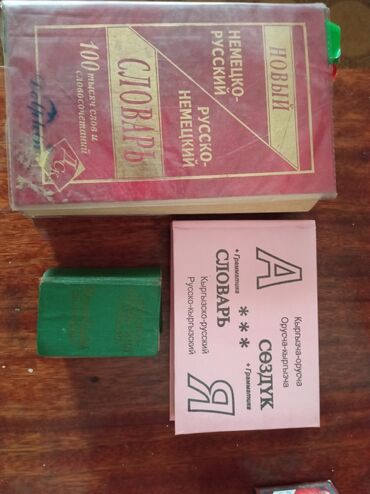 НОВЫЙ
НЕМЕЦКО-
РУССКИЙ
РУССКО-
НЕМЕЦКИЙ
СЛОВАРЬ
100 тысяч слов и
словосочетаний
А
Кыргызча-орусча
Орусча-кыргызча
СӨЗДҮК
+ Грамматика
***
СЛОВАРЬ
+ Грамматика
Кыргызско-русский
Русско-кыргызский
Я